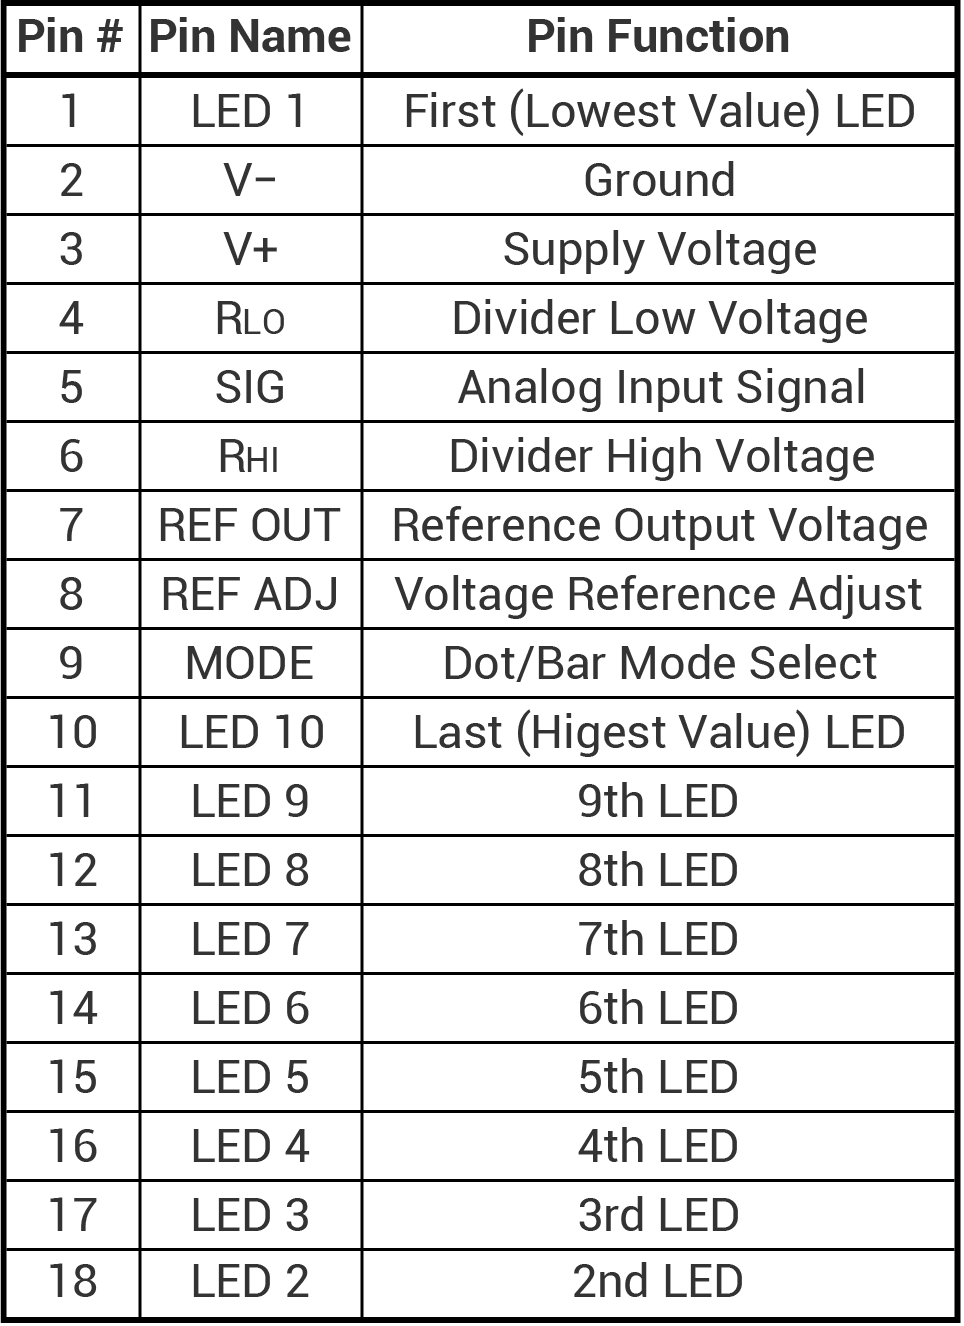 Pin # Pin Name Pin Function
1 LED 1 First (Lowest Value) LED
2 V− Ground
3 V+ Supply Voltage
4 RLO Divider Low Voltage
5 SIG Analog Input Signal
6 RHI Divider High Voltage
7 REF OUT Reference Output Voltage
8 REF ADJ Voltage Reference Adjust
9 MODE Dot/Bar Mode Select
10 LED 10 Last (Higest Value) LED
11 LED 9 9th LED
12 LED 8 8th LED
13 LED 7 7th LED
14 LED 6 6th LED
15 LED 5 5th LED
16 LED 4 4th LED
17 LED 3 3rd LED
18 LED 2 2nd LED